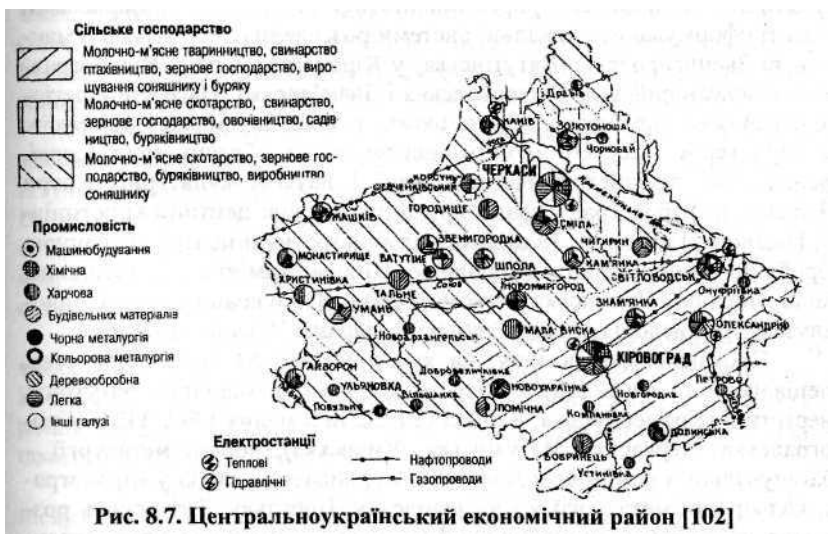 Сільське господарство
Молочно-м'ясне тваринництво, свинарство
птахівництво, зернове господарство, виро-
щування соняшнику і буряку
Молочно-м'ясне скотарство, свинарство,
зернове господарство, овочівництво, садів
ництво, буряківництво
Молочно-м'ясне скотарство, зернове гос-
подарство, буряківництво, виробництво
соняшнику
Промисловість
Машинобудування
Хімічна
Харчова
Будівельних матеріалів
Чорна металургія
Кольорова металургія
Деревообробна
Легка
Інші галузі
Електростанції
Теплові
Гідравлічні
Нафтопроводи
Газопроводи
ДРАБІВ
КАНІВ
ЗОЛОТОНОША
ЧОРНОБАЙ
ЧЕРКАСИ
КОРСУНЬ
ШЕВЧЕНКІВСЬКИЙ
ГОРОДИЩЕ
СМІЛА
ЖАШКІВ
МОНАСТИРИЩЕ
ВАТУТІНЕ
ЗВЕНИГОРОДКА
ШПОЛА
ЧИГИРИН
КАМ'ЯНКА
СВІТЛОВОДСЬК
ХРИСТИНІВКА
ТАЛЬНЕ
УМАНЬ
НОВОМИРГОРОД
ЗНАМ'ЯНКА
Онуфріївка
ОЛЕКСАНДРІЯ
Новоархангельськ
МАЛА ВИСКА
КІРОВОГРАД
ГАЙВОРОН
УЛЬЯНОВКА
Добровеличківка
НОВОУКРАЇНКА
Новгородка
ПЕТРОВО
Вільшанка
ПОМІЧНА
Компаніївка
ДОЛИНСЬКА
БОБРИНЕЦЬ
УСТИНІВКА
Рис. 8.7. Центральноукраїнський економічний район [102]